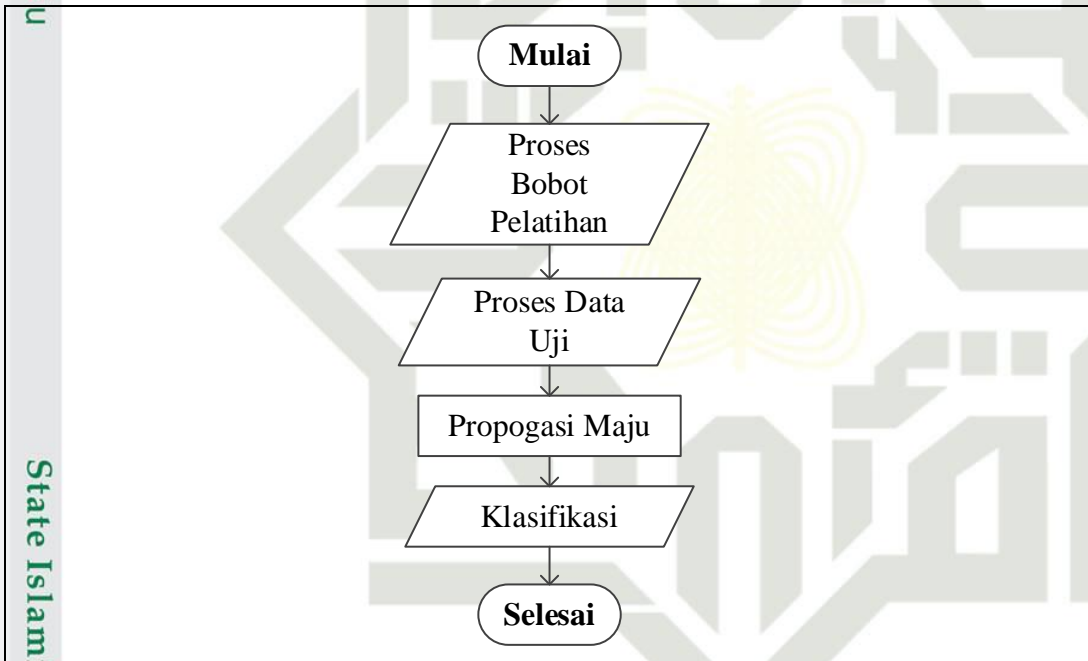 u
Mulai
Proses
Bobot
Pelatihan
Proses Data
Uji
Propogasi Maju
Klasifikasi
Selesai
State Islam